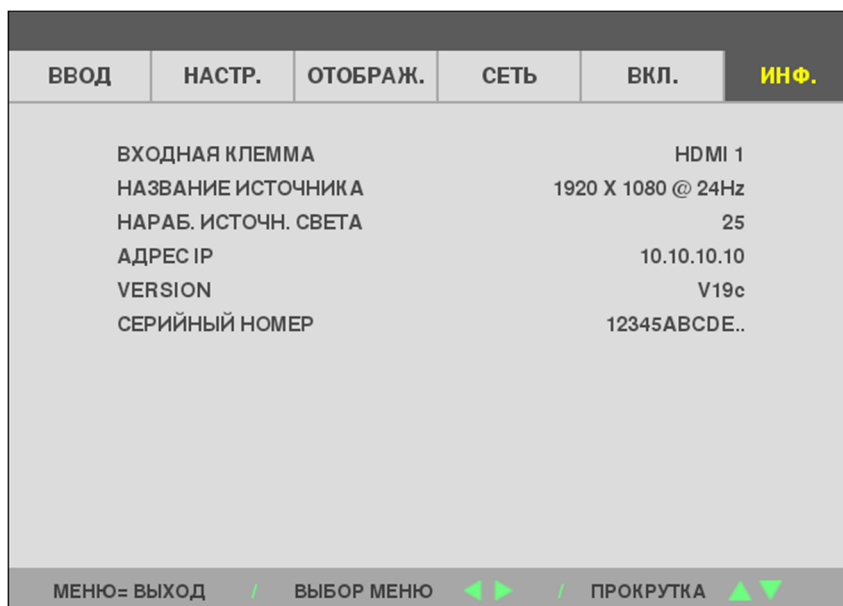 ВВОД НАСТР. ОТОБРАЖ. СЕТЬ ВКЛ. ИНФ.
ВХОДНАЯ КЛЕММА HDMI 1
НАЗВАНИЕ ИСТОЧНИКА 1920 X 1080 @ 24Hz
НАРАБ. ИСТОЧН. СВЕТА 25
АДРЕС IP 10.10.10.10
VERSION V19c
СЕРИЙНЫЙ НОМЕР 12345ABCDE..
МЕНЮ= ВЫХОД / ВЫБОР МЕНЮ ◀ ▶ / ПРОКРУТКА ▲ ▼